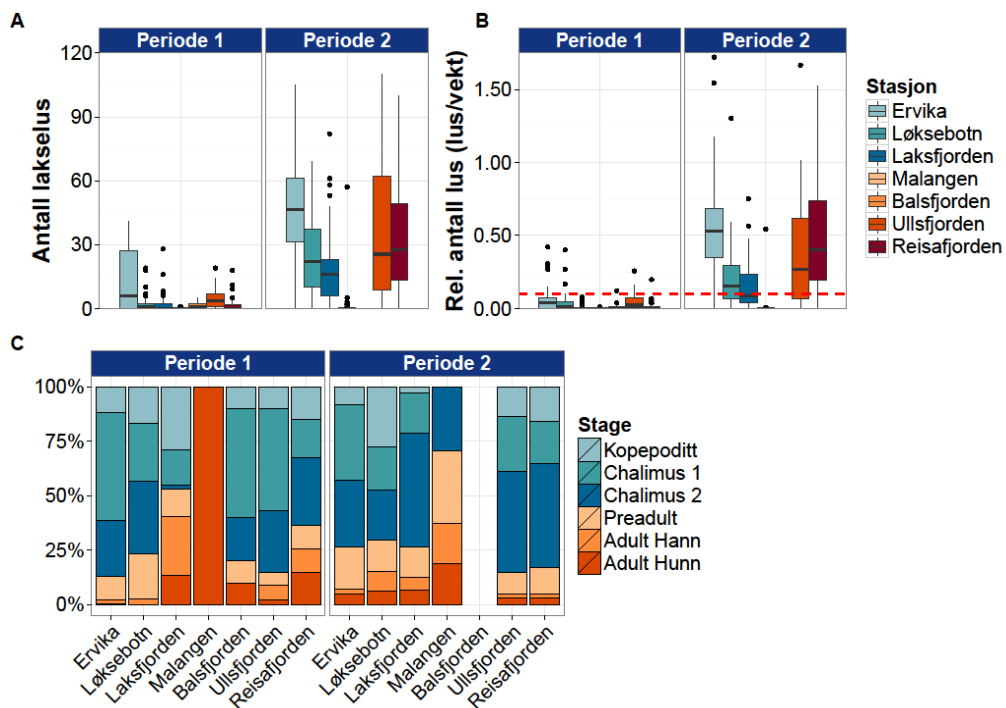 A
Periode 1
Periode 2
Antall lakselus
120
90
60
30
0
B
Periode 1
Periode 2
Rel. antall lus (lus/vekt)
1.50
1.00
0.50
0.00
Stasjon
Ervika
Løksebotn
Laksfjorden
Malangen
Balsfjorden
Ullsfjorden
Reisafjorden
C
Periode 1
Periode 2
100%
75%
50%
25%
0%
Ervika
Løksebotn
Laksfjorden
Malangen
Balsfjorden
Ullsfjorden
Reisafjorden
Ervika
Løksebotn
Laksfjorden
Malangen
Balsfjorden
Ullsfjorden
Reisafjorden
Stage
Kopepoditt
Chalimus 1
Chalimus 2
Preadult
Adult Hann
Adult Hunn